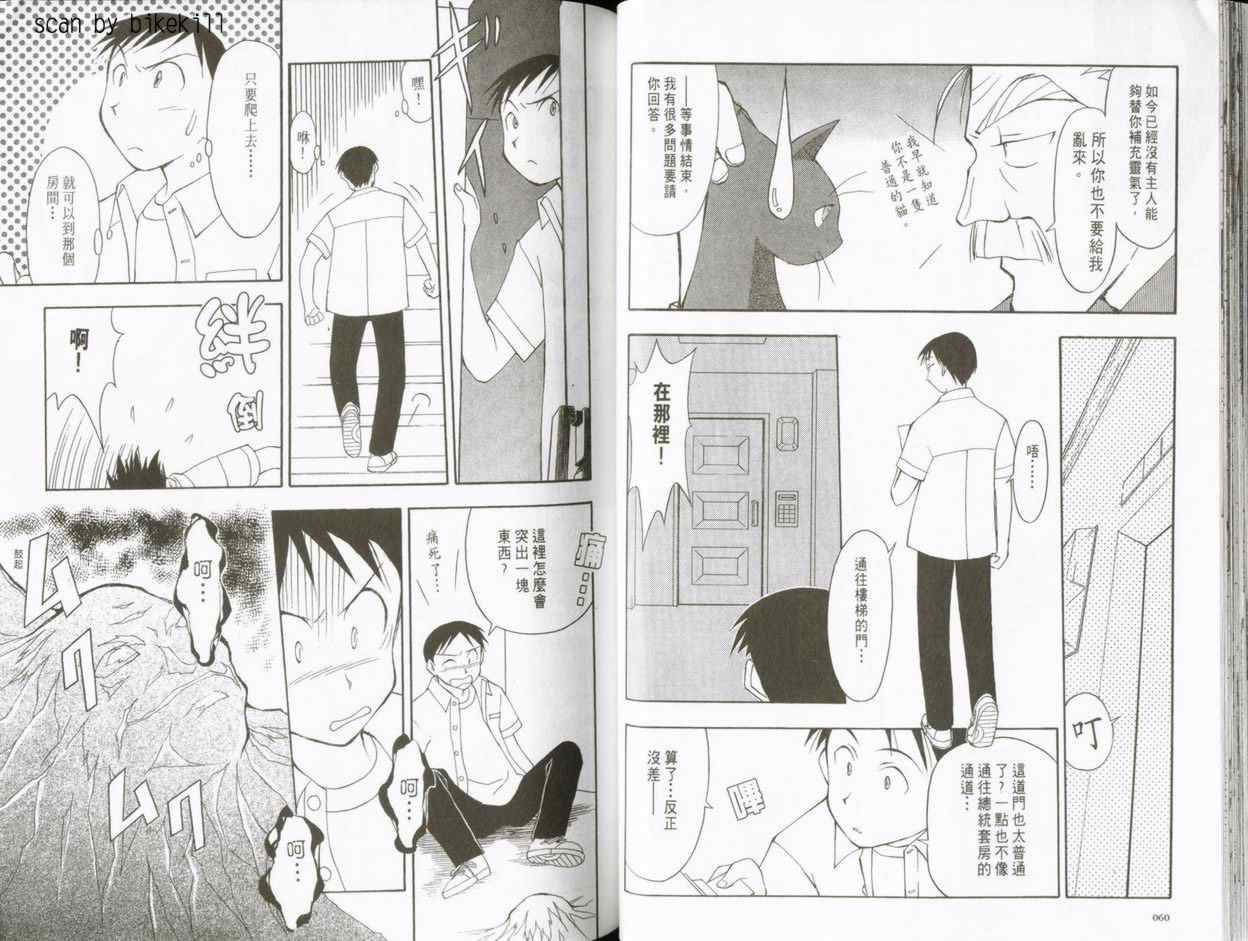 scan by bikekill
如今已經沒有主人能
夠替你補充靈氣了，
所以你也不要給我
亂來。
我早就知道
你不是一隻
普通的貓。
——等事情結束，
我有很多問題要請
你回答。
叮
唔……
通往樓梯的門…
在那裡！
這道門也太普通
了？一點也不像
通往總統套房的
通道…
嗶
算了…反正
沒差——
060
ギイ
嘿！
咻！
只要爬上去……
就可以到那個
房間…
絆
倒
啊！
痛…
這裡怎麼會
突出一塊
東西？
痛死了…
呵…
呵…
呵…
鼓起
ムク
ムク